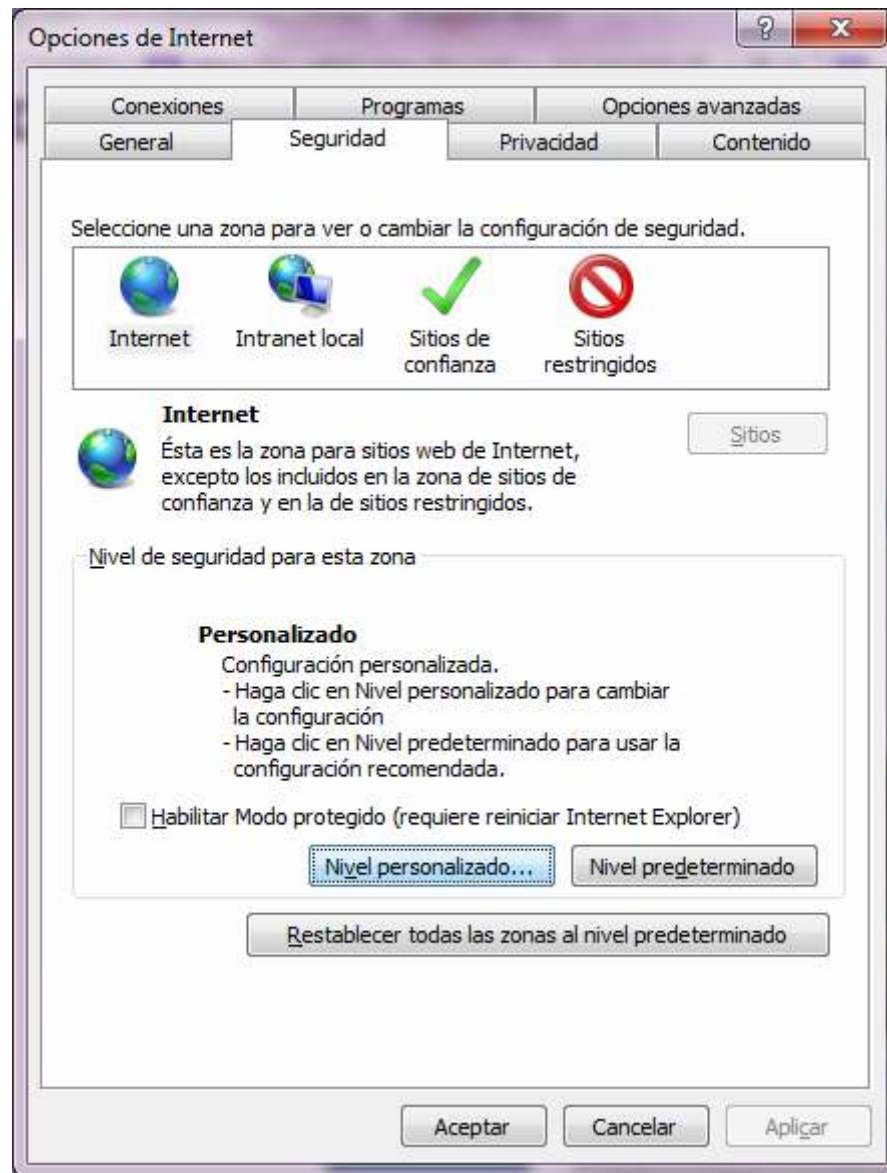 Opciones de Internet
Conexiones Programas Opciones avanzadas
General Seguridad Privacidad Contenido
Seleccione una zona para ver o cambiar la configuración de seguridad.
Internet Intranet local Sitios de confianza Sitios restringidos
Internet
Sitios
Ésta es la zona para sitios web de Internet,
excepto los incluidos en la zona de sitios de
confianza y en la de sitios restringidos.
Nivel de seguridad para esta zona
Personalizado
Configuración personalizada.
- Haga clic en Nivel personalizado para cambiar
la configuración
- Haga clic en Nivel predeterminado para usar la
configuración recomendada.
Habilitar Modo protegido (requiere reiniciar Internet Explorer)
Nivel personalizado... Nivel predeterminado
Restablecer todas las zonas al nivel predeterminado
Aceptar Cancelar Aplicar